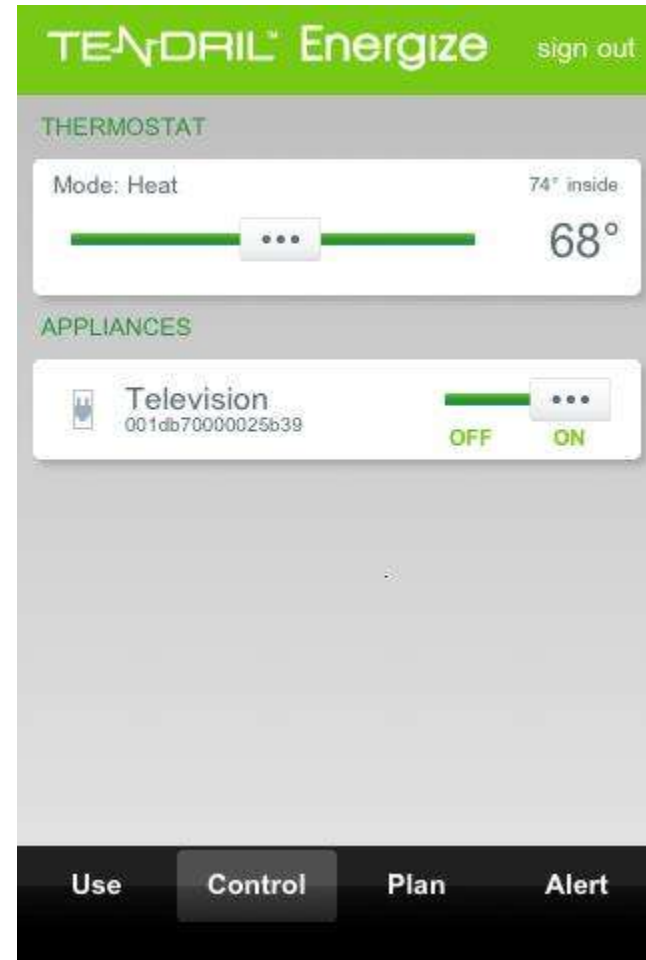 TENDRIL™ Energize sign out
THERMOSTAT
Mode: Heat 74° inside
68°
APPLIANCES
Television
001db70000025b39
OFF ON
Use Control Plan Alert